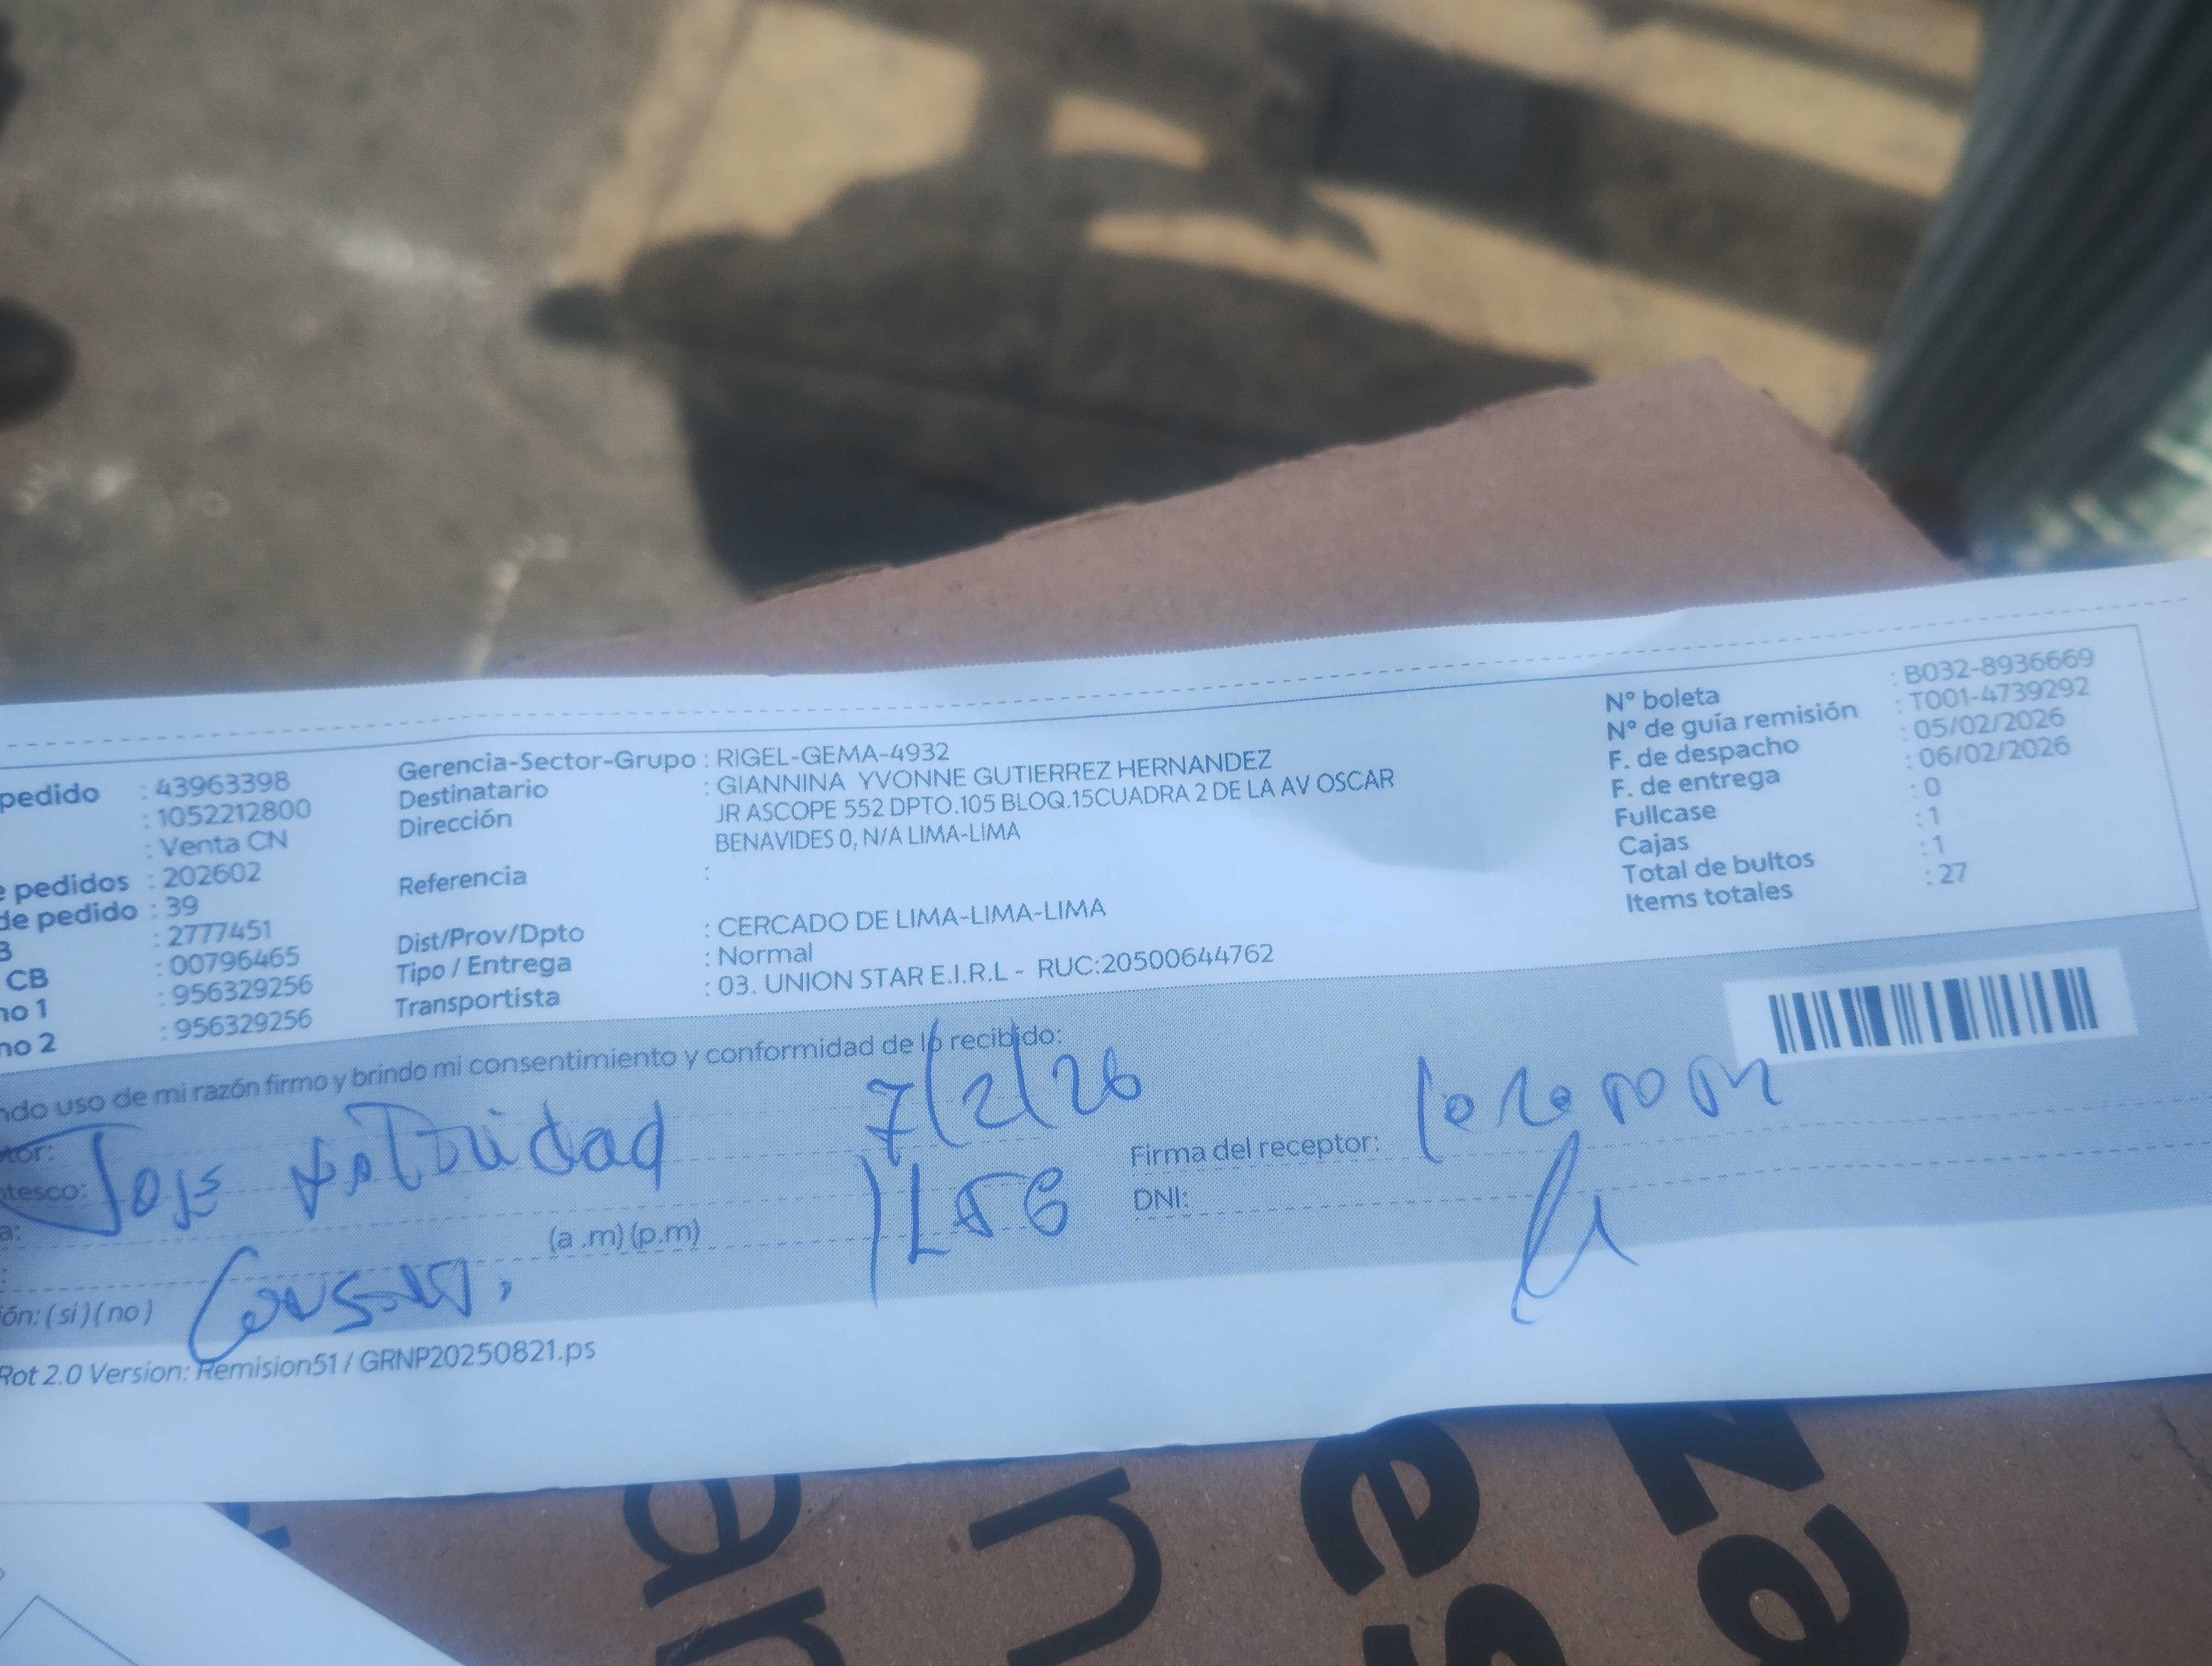 pedido : 43963398
: 1052212800
: Venta CN
pedidos : 202602
de pedido : 39
: 2777451
CB : 00796465
no 1 : 956329256
no 2 : 956329256
Gerencia-Sector-Grupo : RIGEL-GEMA-4932
Destinatario : GIANNINA YVONNE GUTIERREZ HERNANDEZ
Dirección JR ASCOPE 552 DPTO.105 BLOQ.15CUADRA 2 DE LA AV OSCAR
BENAVIDES 0, N/A LIMA-LIMA
Referencia :
Dist/Prov/Dpto : CERCADO DE LIMA-LIMA-LIMA
Tipo / Entrega : Normal
Transportista : 03. UNION STAR E.I.R.L - RUC:20500644762
N° boleta : B032-8936669
N° de guía remisión : T001-4739292
F. de despacho : 05/02/2026
F. de entrega : 06/02/2026
Fullcase : 0
Cajas : 1
Total de bultos : 1
Items totales : 27
ndo uso de mi razón firmo y brindo mi consentimiento y conformidad de lo recibido:
tor: Jose 7/2/26
tesco:
a: (a .m) (p.m)
Firma del receptor:
DNI:
ón: (si) (no)
Rot 2.0 Version: Remision51 / GRNP20250821.ps
za
es
n
ar